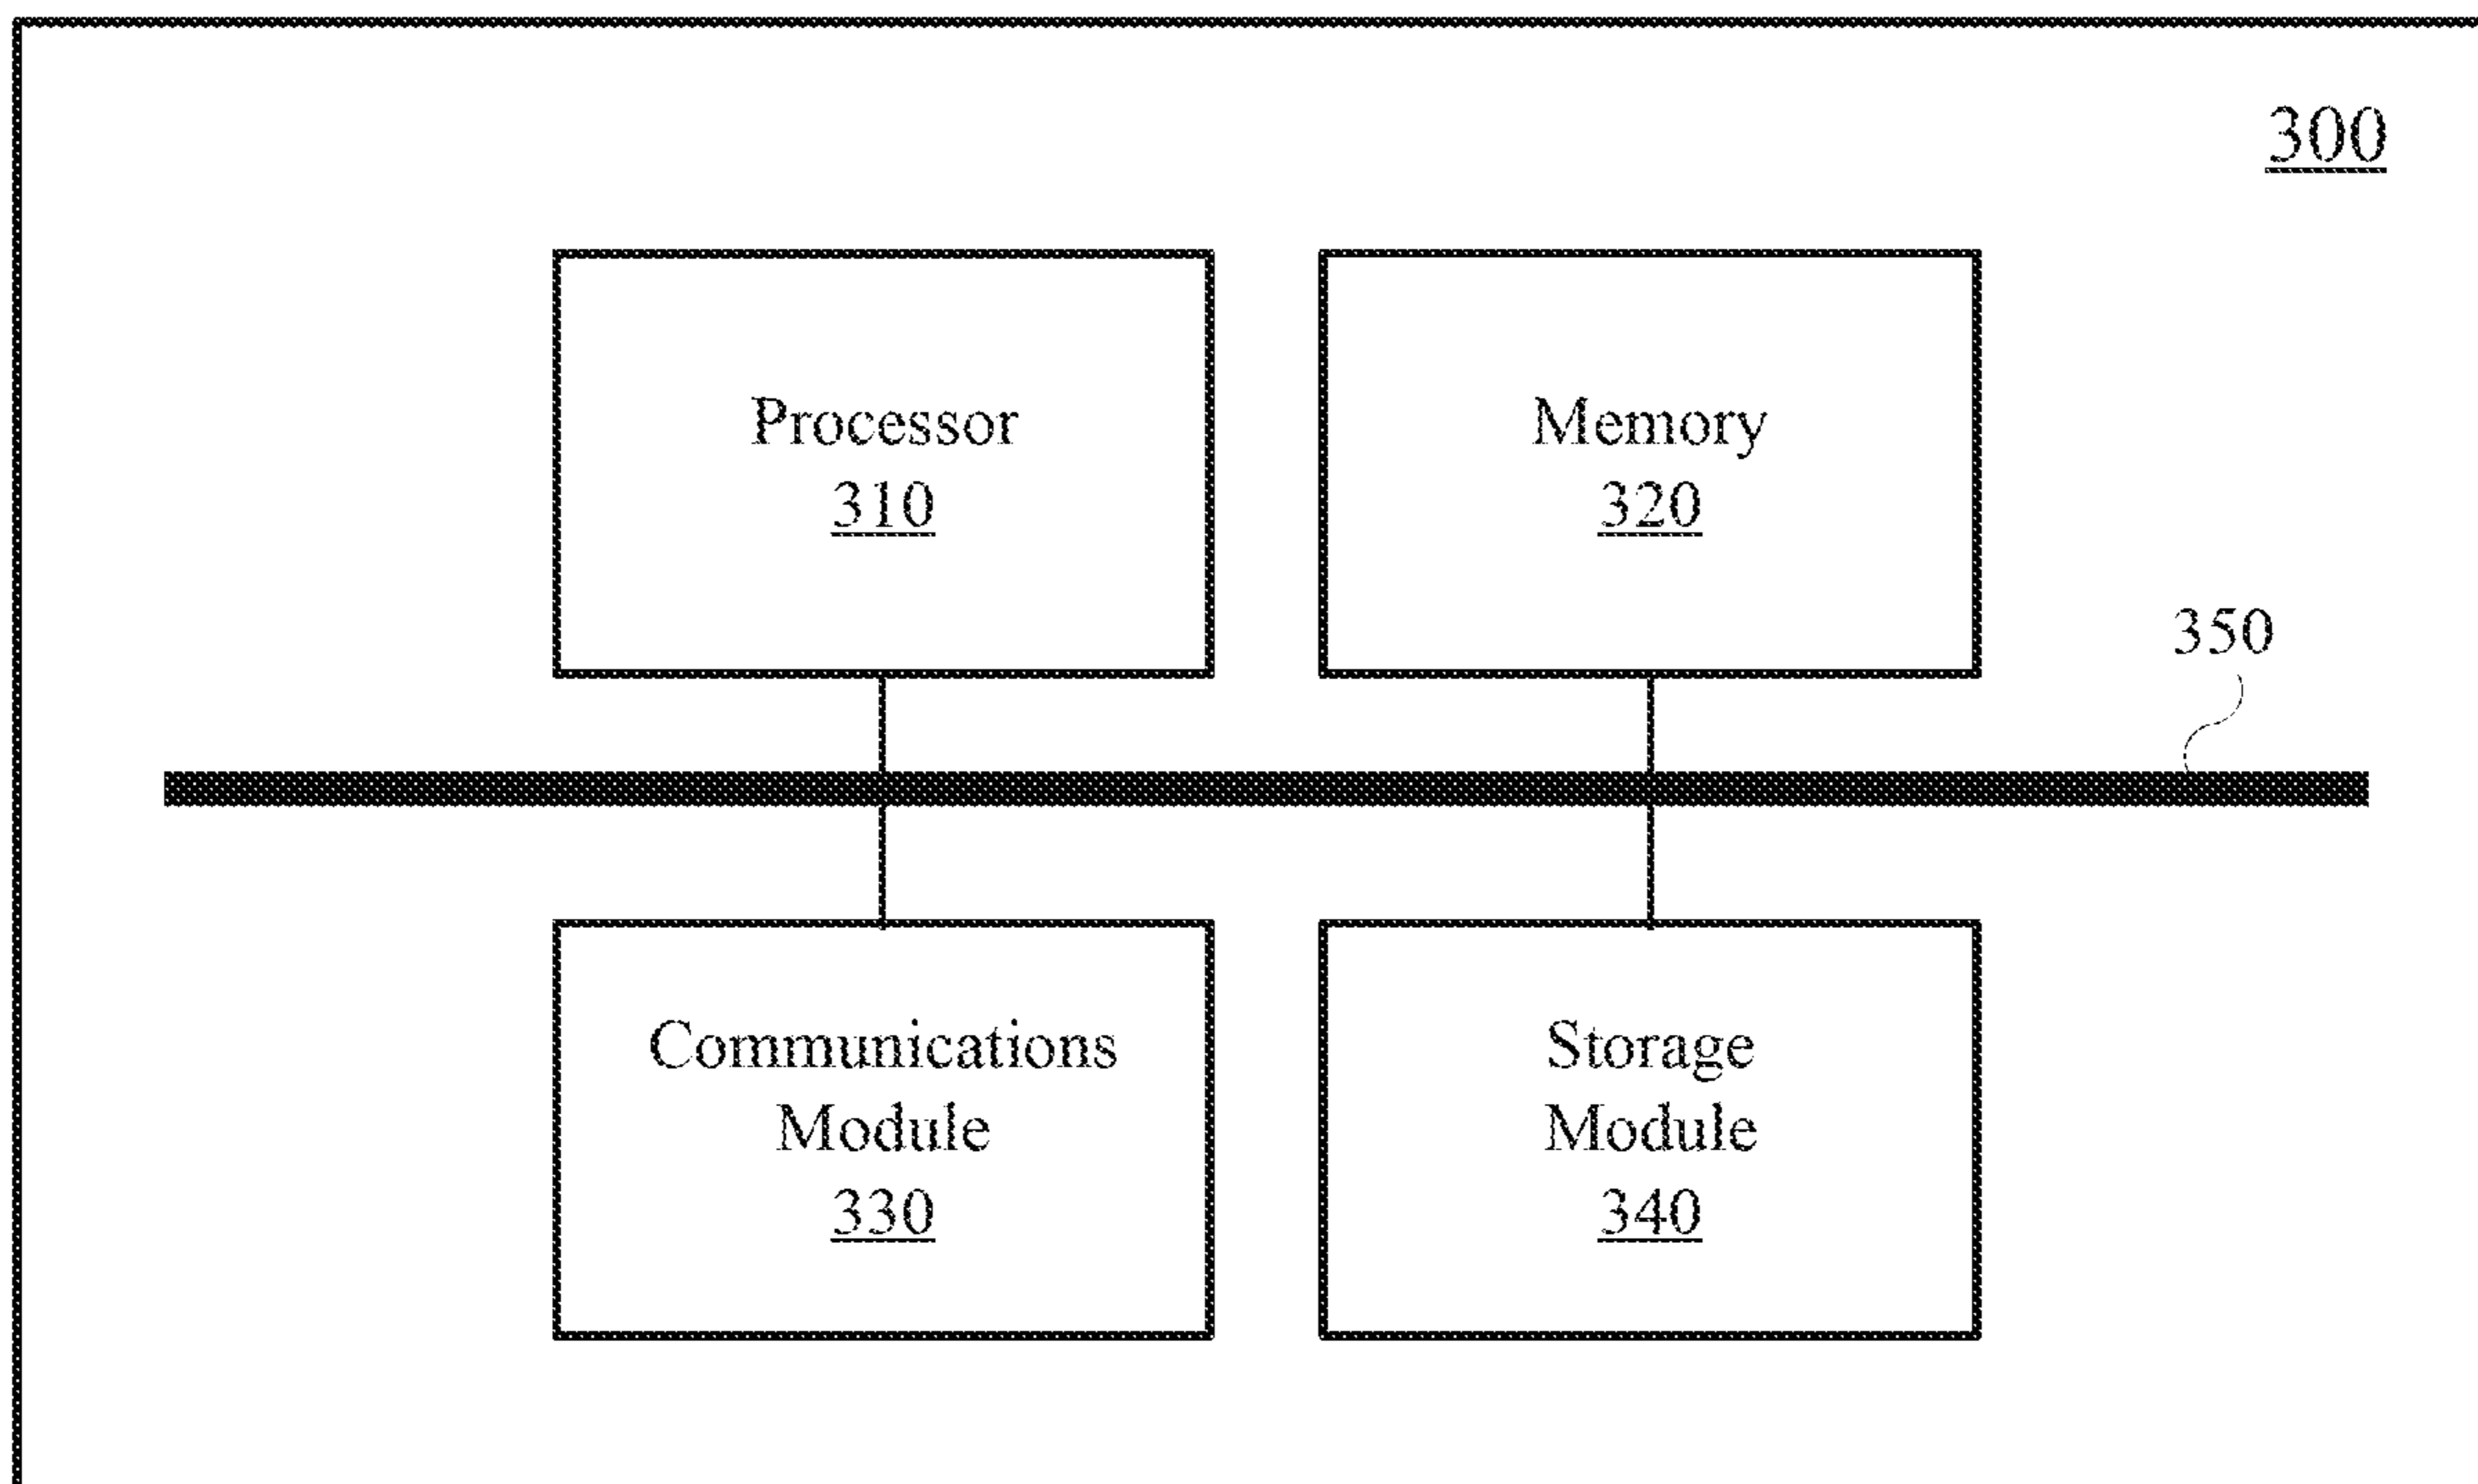 300
Processor
310
Memory
320
350
Communications
Module
330
Storage
Module
340